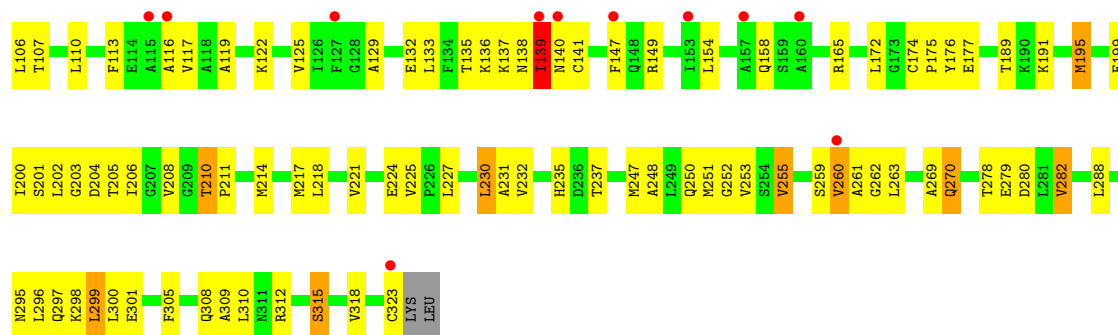 L106 T107 L110 F113 E114 A115 A116 V117 A118 A119 K122 V125 I126 F127 G128 A129 E132 L133 F134 T135 K136 K137 N138 I139 N140 C141 F147 Q148 R149 I153 L154 A157 Q158 S159 A160 R165 L172 G173 C174 P175 Y176 E177 T189 K190 K191 M195
I200 S201 L202 G203 D204 T205 I206 G207 V208 G209 T210 P211 M214 M217 L218 V221 E224 V225 P226 L227 L230 A231 V232 H235 D236 T237 M247 A248 L249 Q250 M251 G252 V253 S254 V255 S259 V260 A261 G262 L263 A269 Q270 T278 E279 D280 L281 V282 L288
N295 L296 Q297 K298 L299 L300 E301 F305 Q308 A309 L310 N311 R312 S315 V318 C323 LYS LEU